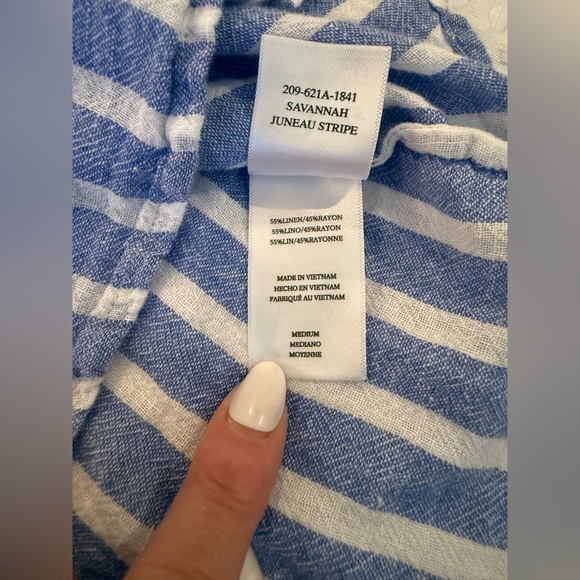 209-621A-1841
SAVANNAH
JUNEAU STRIPE
55%LINEN/45%RAYON
55%LINO/45%RAYON
55%LIN/45%RAYONNE
MADE IN VIETNAM
HECHO EN VIETNAM
FABRIQUÉ AU VIETNAM
MEDIUM
MEDIANO
MOYENNE